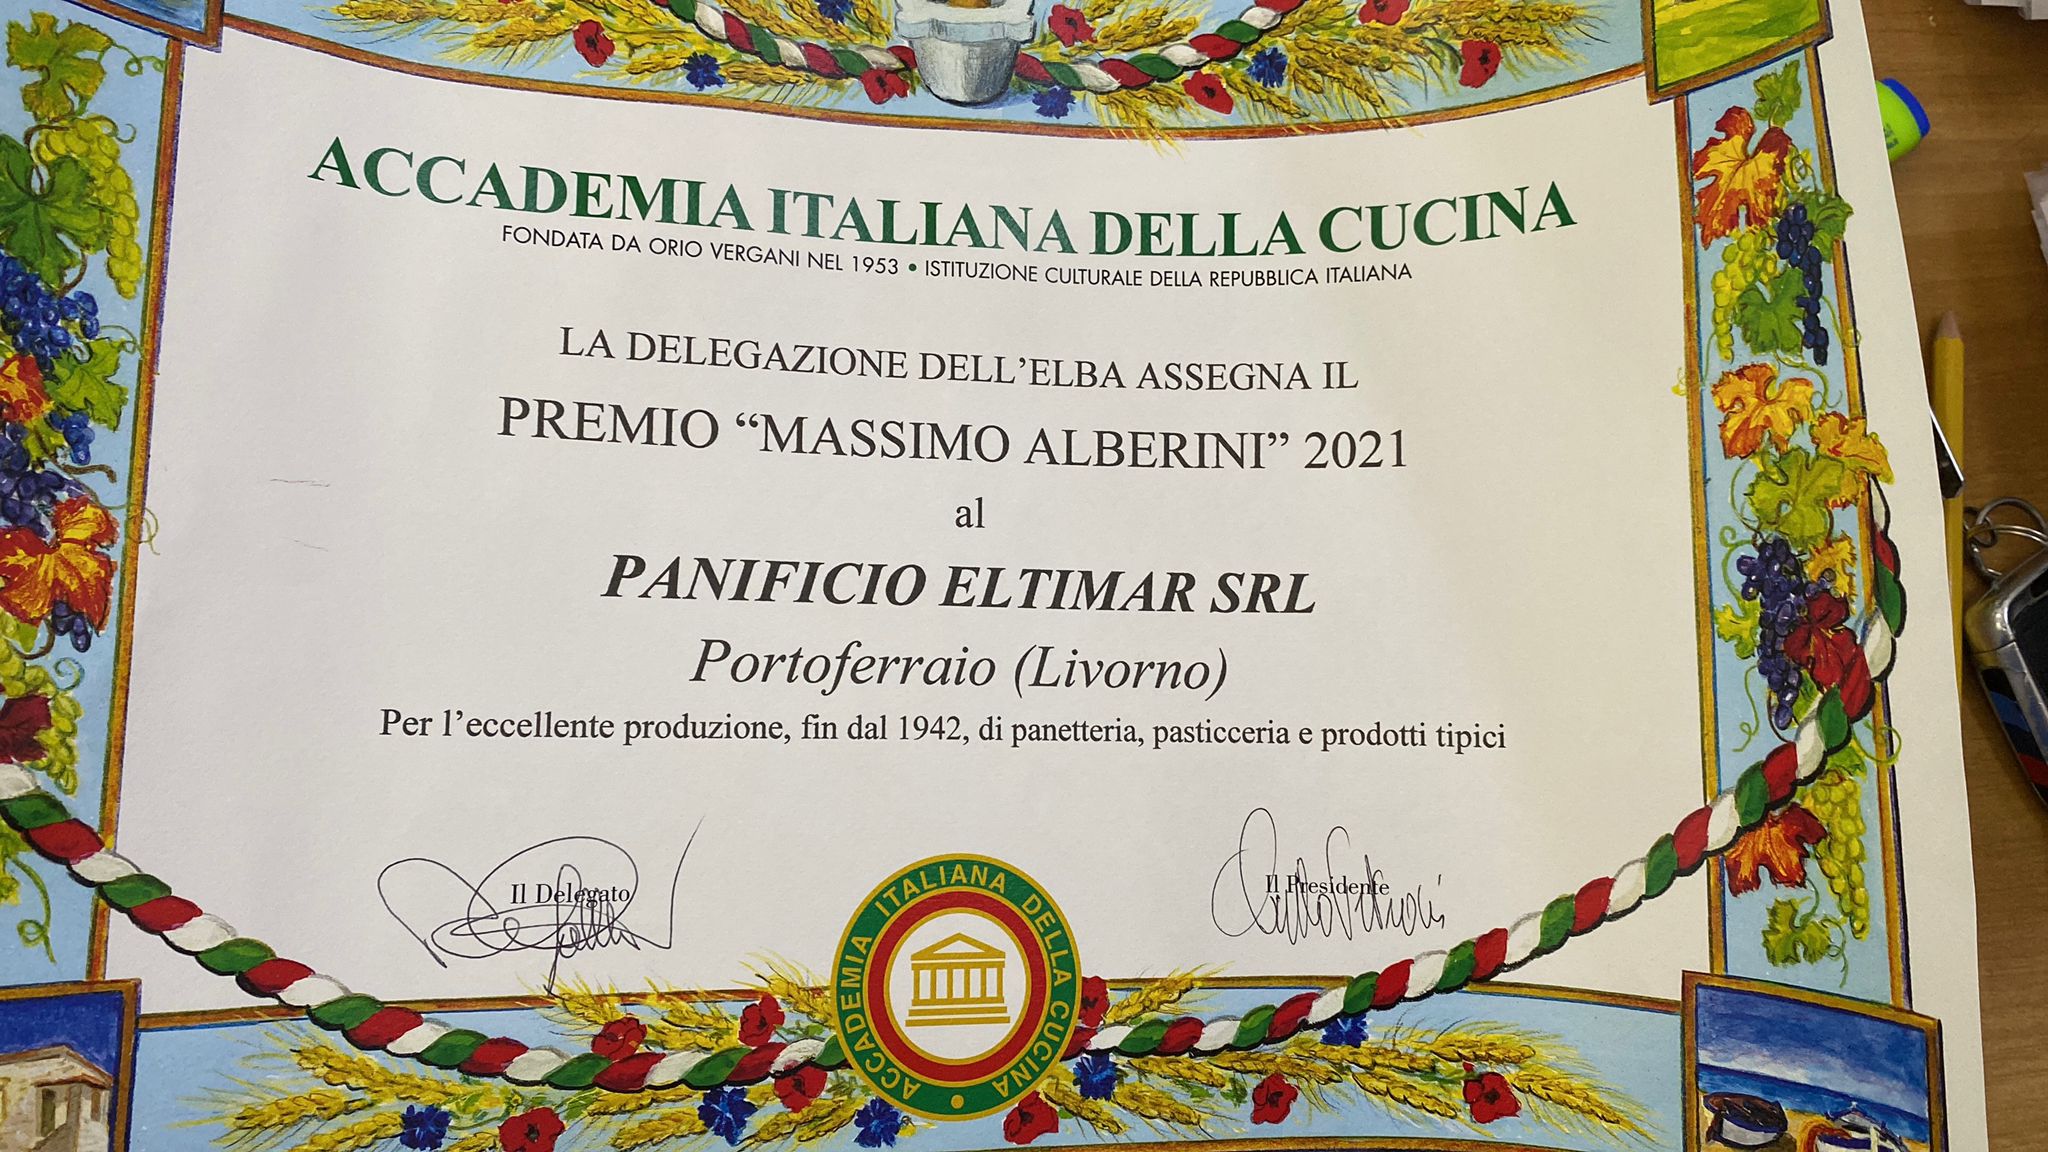 ACCADEMIA ITALIANA DELLA CUCINA
FONDATA DA ORIO VERGANI NEL 1953 • ISTITUZIONE CULTURALE DELLA REPUBBLICA ITALIANA
LA DELEGAZIONE DELL’ELBA ASSEGNA IL
PREMIO “MASSIMO ALBERINI” 2021
al
PANIFICIO ELTIMAR SRL
Portoferraio (Livorno)
Per l’eccellente produzione, fin dal 1942, di panetteria, pasticceria e prodotti tipici
Il Delegato
Il Presidente
ACCADEMIA ITALIANA DELLA CUCINA